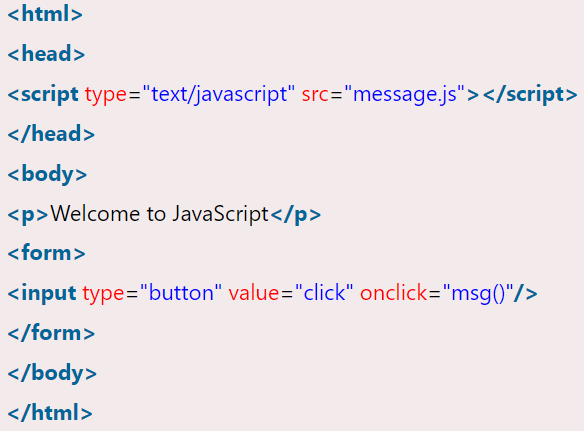 <html>
<head>
<script type="text/javascript" src="message.js"></script>
</head>
<body>
<p>Welcome to JavaScript</p>
<form>
<input type="button" value="click" onclick="msg()"/>
</form>
</body>
</html>